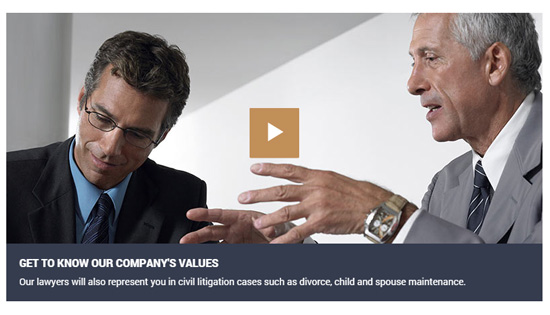 GET TO KNOW OUR COMPANY'S VALUES
Our lawyers will also represent you in civil litigation cases such as divorce, child and spouse maintenance.